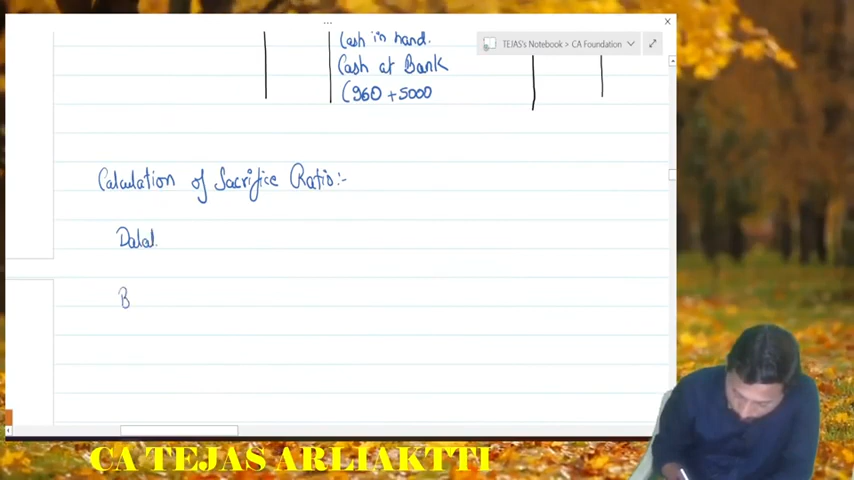 ...
Cash in hand.
TEJAS's Notebook > CA Foundation
Cash at Bank
(960 + 5000
Calculation of Sacrifice Ratio:-
Dalal.
B
CA TEJAS ARLIAKTTI